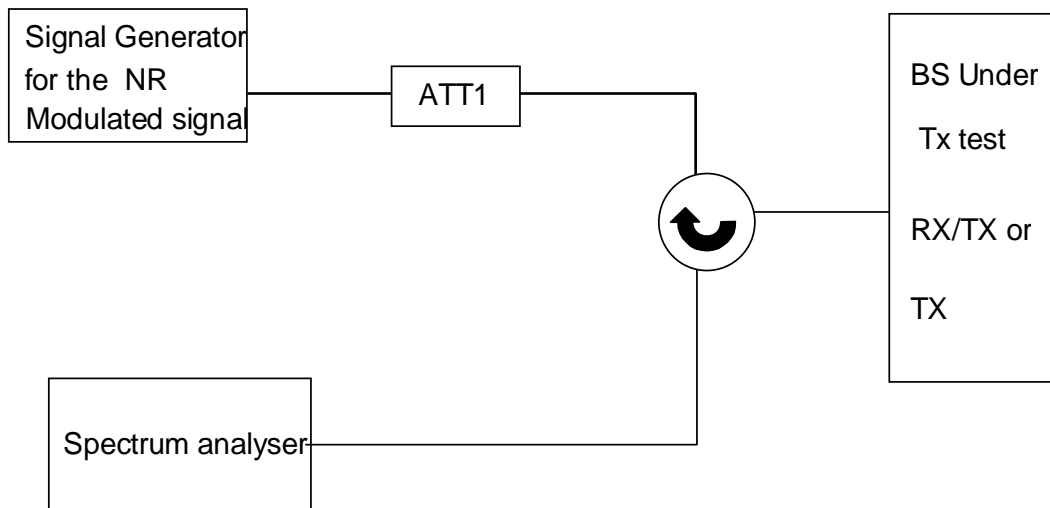 Signal Generator
for the NR
Modulated signal
ATT1
BS Under
Tx test
RX/TX or
TX
Spectrum analyser